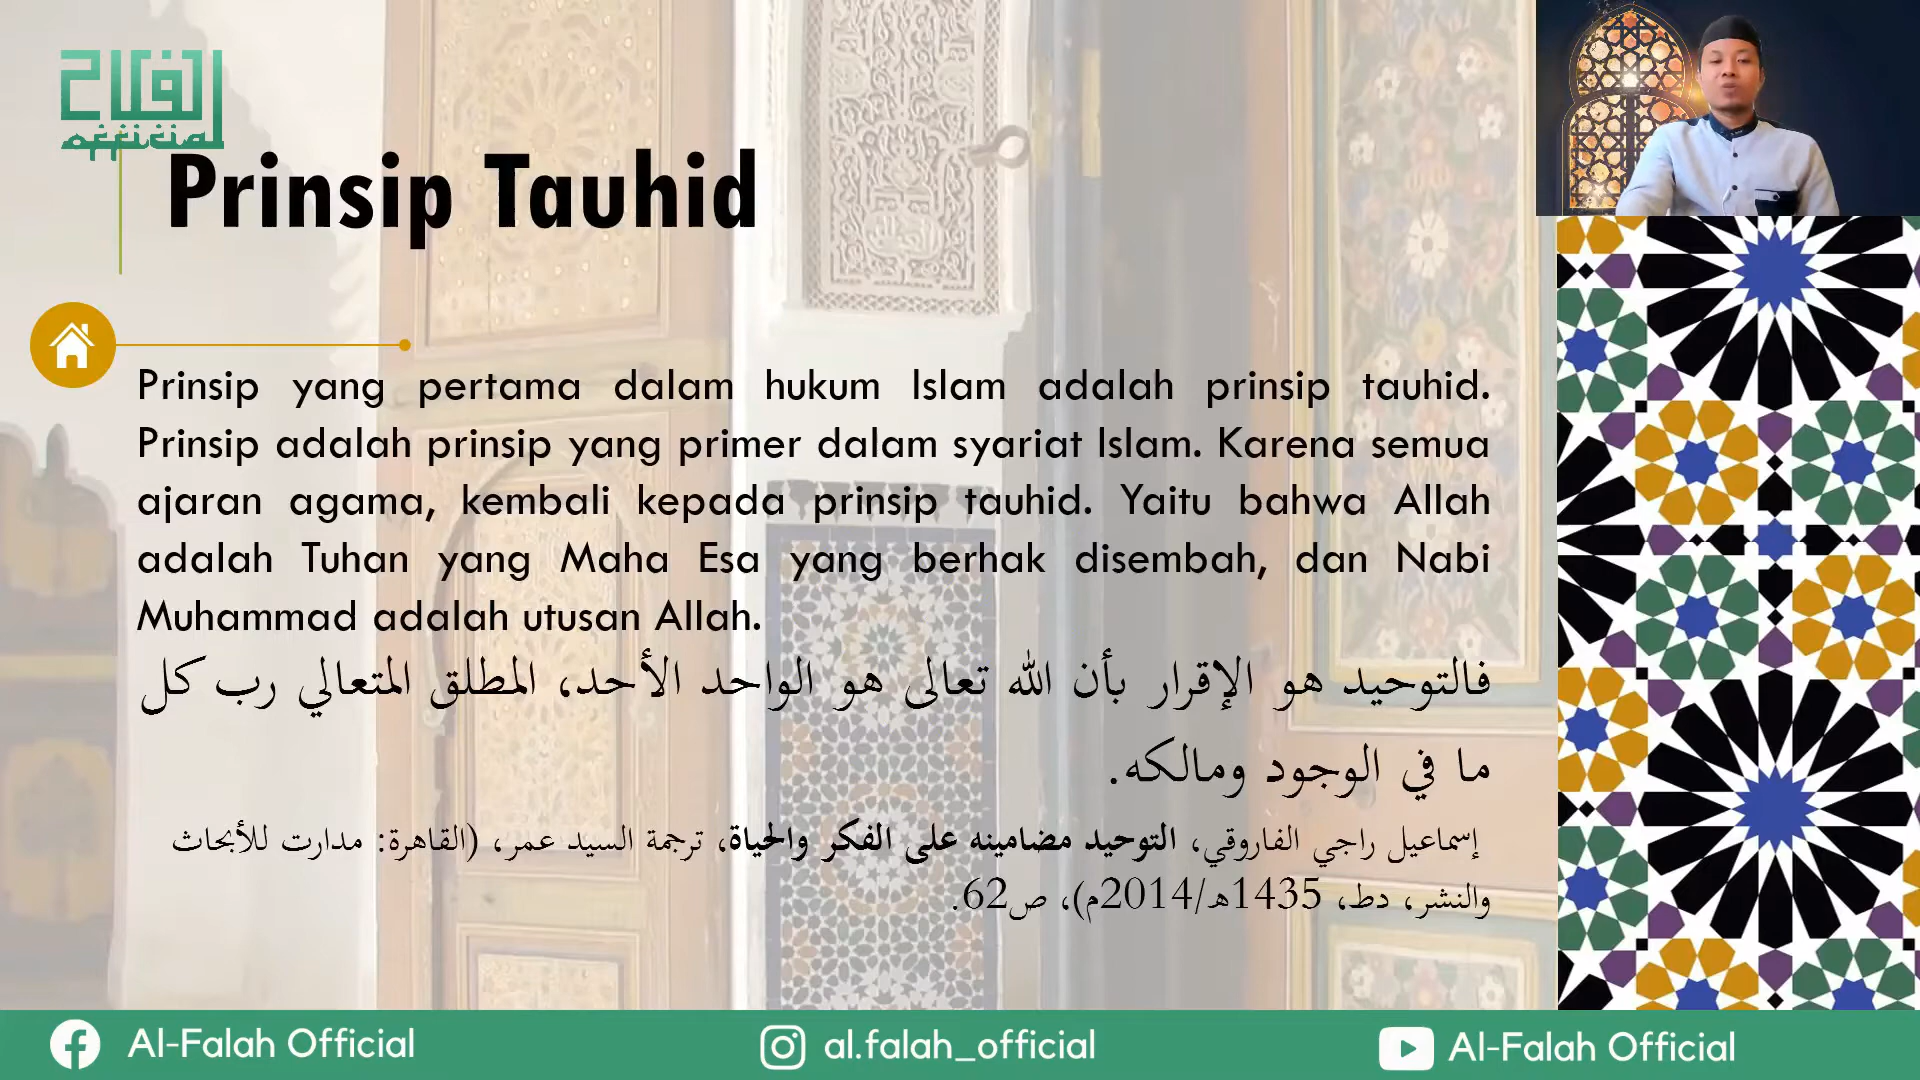 الفلاح
official
Prinsip Tauhid
Prinsip yang pertama dalam hukum Islam adalah prinsip tauhid.
Prinsip adalah prinsip yang primer dalam syariat Islam. Karena semua
ajaran agama, kembali kepada prinsip tauhid. Yaitu bahwa Allah
adalah Tuhan yang Maha Esa yang berhak disembah, dan Nabi
Muhammad adalah utusan Allah.
فالتوحيد هو الإقرار بأن الله تعالى هو الواحد الأحد، المطلق المتعالي رب كل
ما في الوجود ومالكه.
إسماعيل راجي الفاروقي، التوحيد مضامينه على الفكر والحياة، ترجمة السيد عمر، (القاهرة: مدارت للأبحاث
والنشر، دط، 1435هـ/2014م)، ص62.
Al-Falah Official
al.falah_official
Al-Falah Official